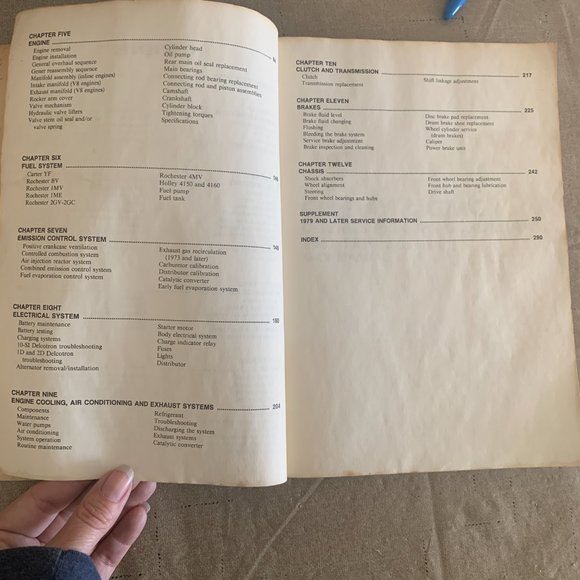 CHAPTER FIVE
ENGINE
Engine removal
Engine installation
General overhaul sequence
Gener reassembly sequence
Manifold assembly (inline engines)
Intake manifold (V8 engines)
Exhaust manifold (V8 engines)
Rocker arm cover
Valve mechanism
Hydraulic valve lifters
Valve stem oil seal and/or
valve spring
Cylinder head
Oil pump
Rear main oil seal replacement
Main bearings
Connecting rod bearing replacement
Connecting rod and piston assemblies
Camshaft
Crankshaft
Cylinder block
Tightening torques
Specifications
CHAPTER SIX
FUEL SYSTEM
Carter YF
Rochester BV
Rochester 1MV
Rochester 1ME
Rochester 2GV-2GC
Rochester 4MV
Holley 4150 and 4160
Fuel pump
Fuel tank
CHAPTER SEVEN
EMISSION CONTROL SYSTEM
Positive crankcase ventilation
Controlled combustion system
Air injection reactor system
Combined emission control system
Fuel evaporation control system
Exhaust gas recirculation
(1973 and later)
Carburetor calibration
Distributor calibration
Catalytic converter
Early fuel evaporation system
CHAPTER EIGHT
ELECTRICAL SYSTEM 180
Battery maintenance
Battery testing
Charging systems
10-SI Delcotron troubleshooting
1D and 2D Delcotron
troubleshooting
Alternator removal/installation
Starter motor
Body electrical system
Charge indicator relay
Fuses
Lights
Distributor
CHAPTER NINE
ENGINE COOLING, AIR CONDITIONING AND EXHAUST SYSTEMS 204
Components
Maintenance
Water pumps
Air conditioning
System operation
Routine maintenance
Refrigerant
Troubleshooting
Discharging the system
Exhaust systems
Catalytic converter
CHAPTER TEN
CLUTCH AND TRANSMISSION 217
Clutch
Transmission replacement
Shift linkage adjustment
CHAPTER ELEVEN
BRAKES 225
Brake fluid level
Brake fluid changing
Flushing
Bleeding the brake system
Service brake adjustment
Brake inspection and cleaning
Disc brake pad replacement
Drum brake shoe replacement
Wheel cylinder service
(drum brakes)
Caliper
Power brake unit
CHAPTER TWELVE
CHASSIS 242
Shock absorbers
Wheel alignment
Steering
Front wheel bearings and hubs
Front wheel bearing adjustment
Front hub and bearing lubrication
Drive shaft
SUPPLEMENT
1979 AND LATER SERVICE INFORMATION 250
INDEX 290